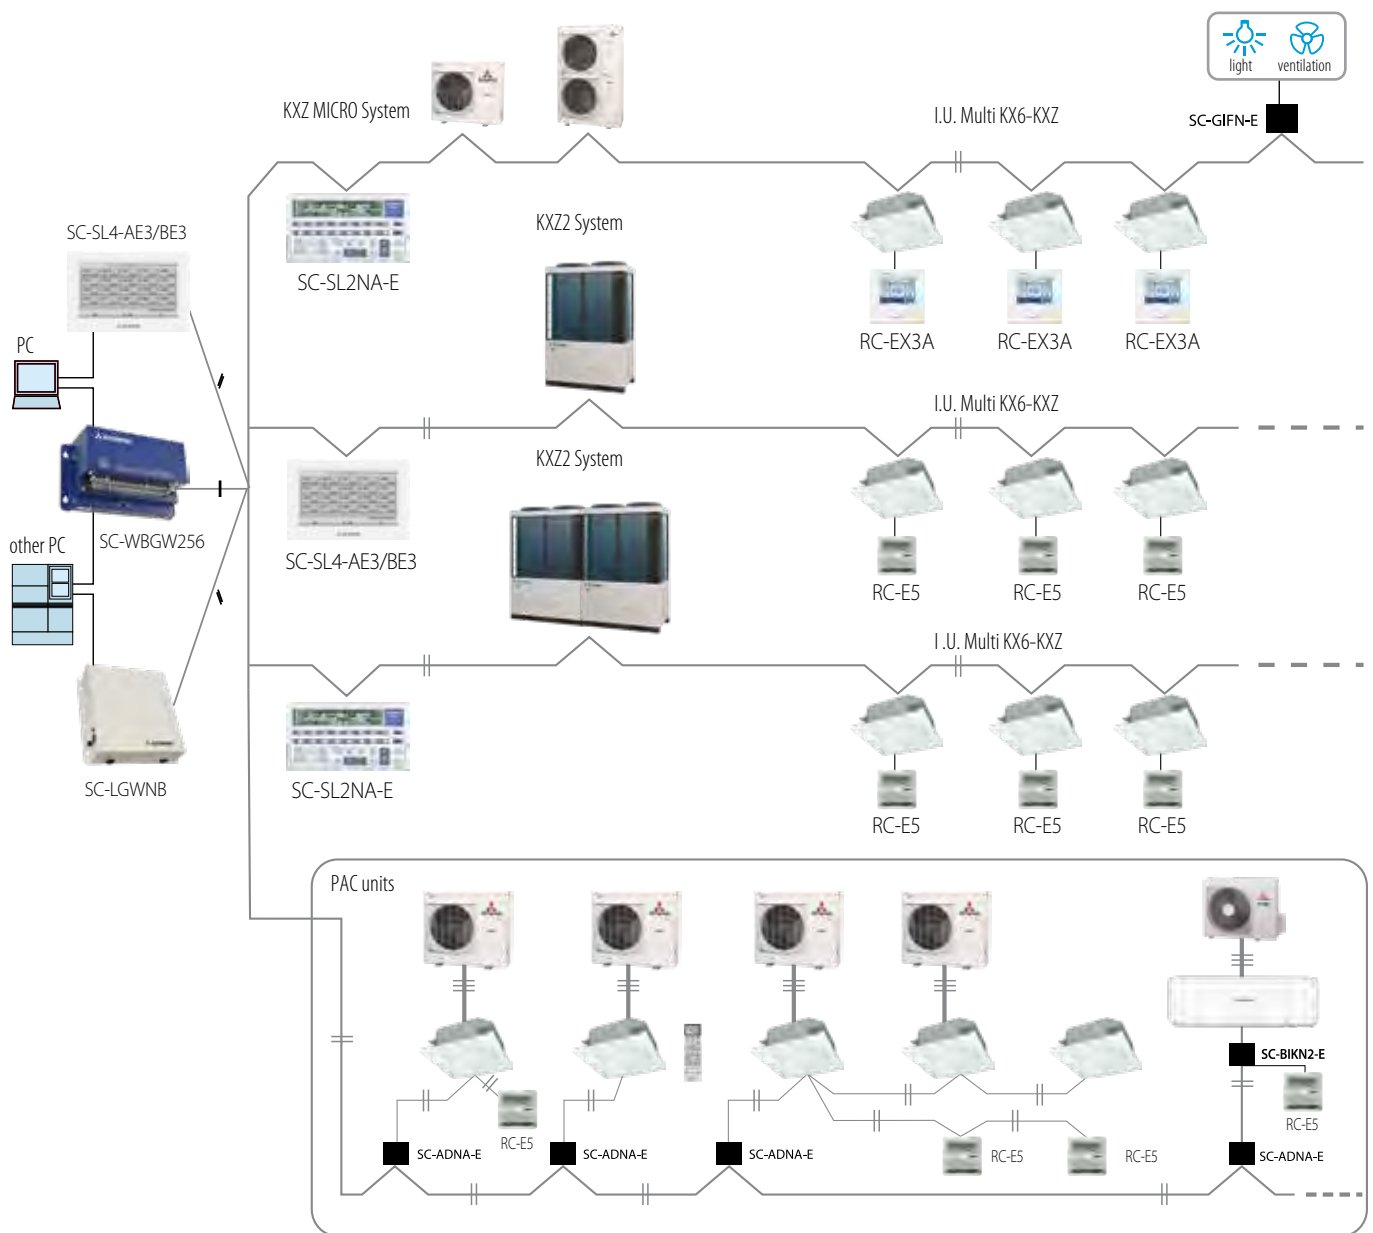 light ventilation
KXZ MICRO System
I.U. Multi KX6-KXZ
SC-GIFN-E
SC-SL4-AE3/BE3
SC-SL2NA-E
KXZ2 System
RC-EX3A RC-EX3A RC-EX3A
PC
I.U. Multi KX6-KXZ
KXZ2 System
SC-WBGW256
other PC
SC-SL4-AE3/BE3
RC-E5 RC-E5 RC-E5
I .U. Multi KX6-KXZ
SC-LGWNB
SC-SL2NA-E
RC-E5 RC-E5 RC-E5
PAC units
SC-BIKN2-E
RC-E5
RC-E5
SC-ADNA-E SC-ADNA-E SC-ADNA-E RC-E5 RC-E5 SC-ADNA-E